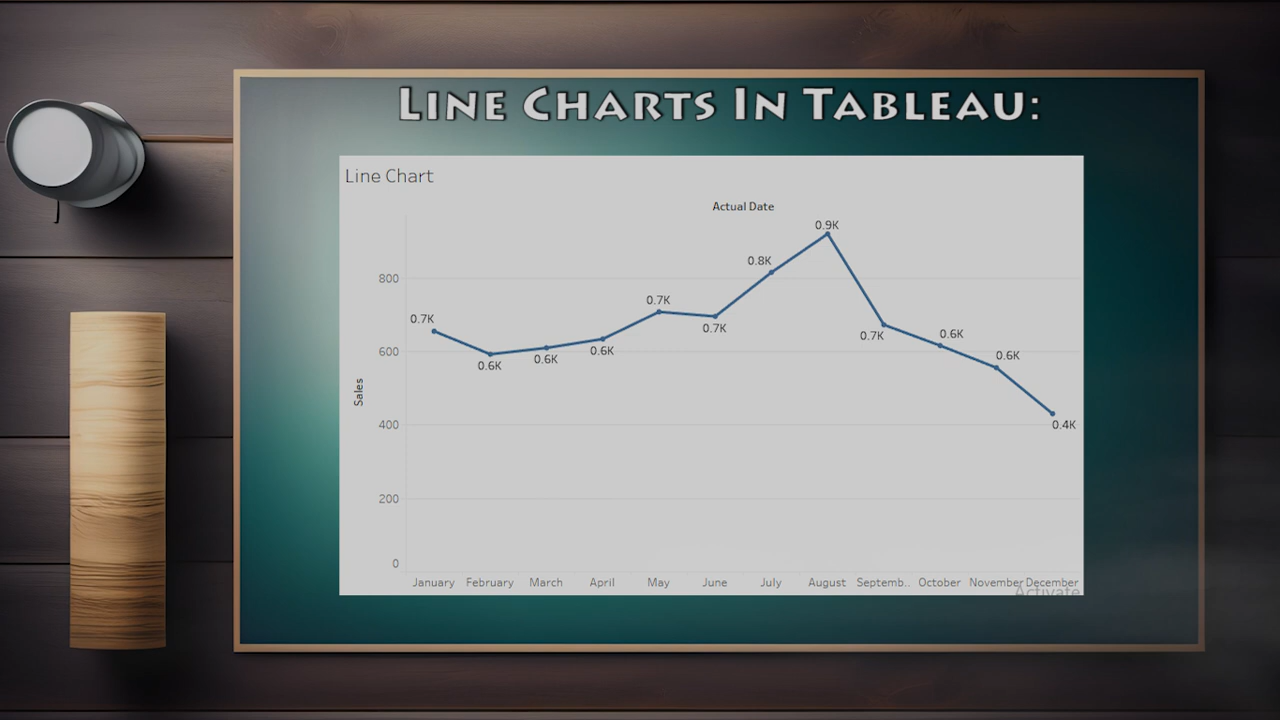 LINE CHARTS IN TABLEAU:
Line Chart
Actual Date
0.9K
0.8K
800
0.7K
0.7K
0.7K
0.7K
0.6K
600
0.6K
0.6K
0.6K
0.6K
Sales
400
0.4K
200
0
January February March April May June July August Septemb.. October November December
Activate